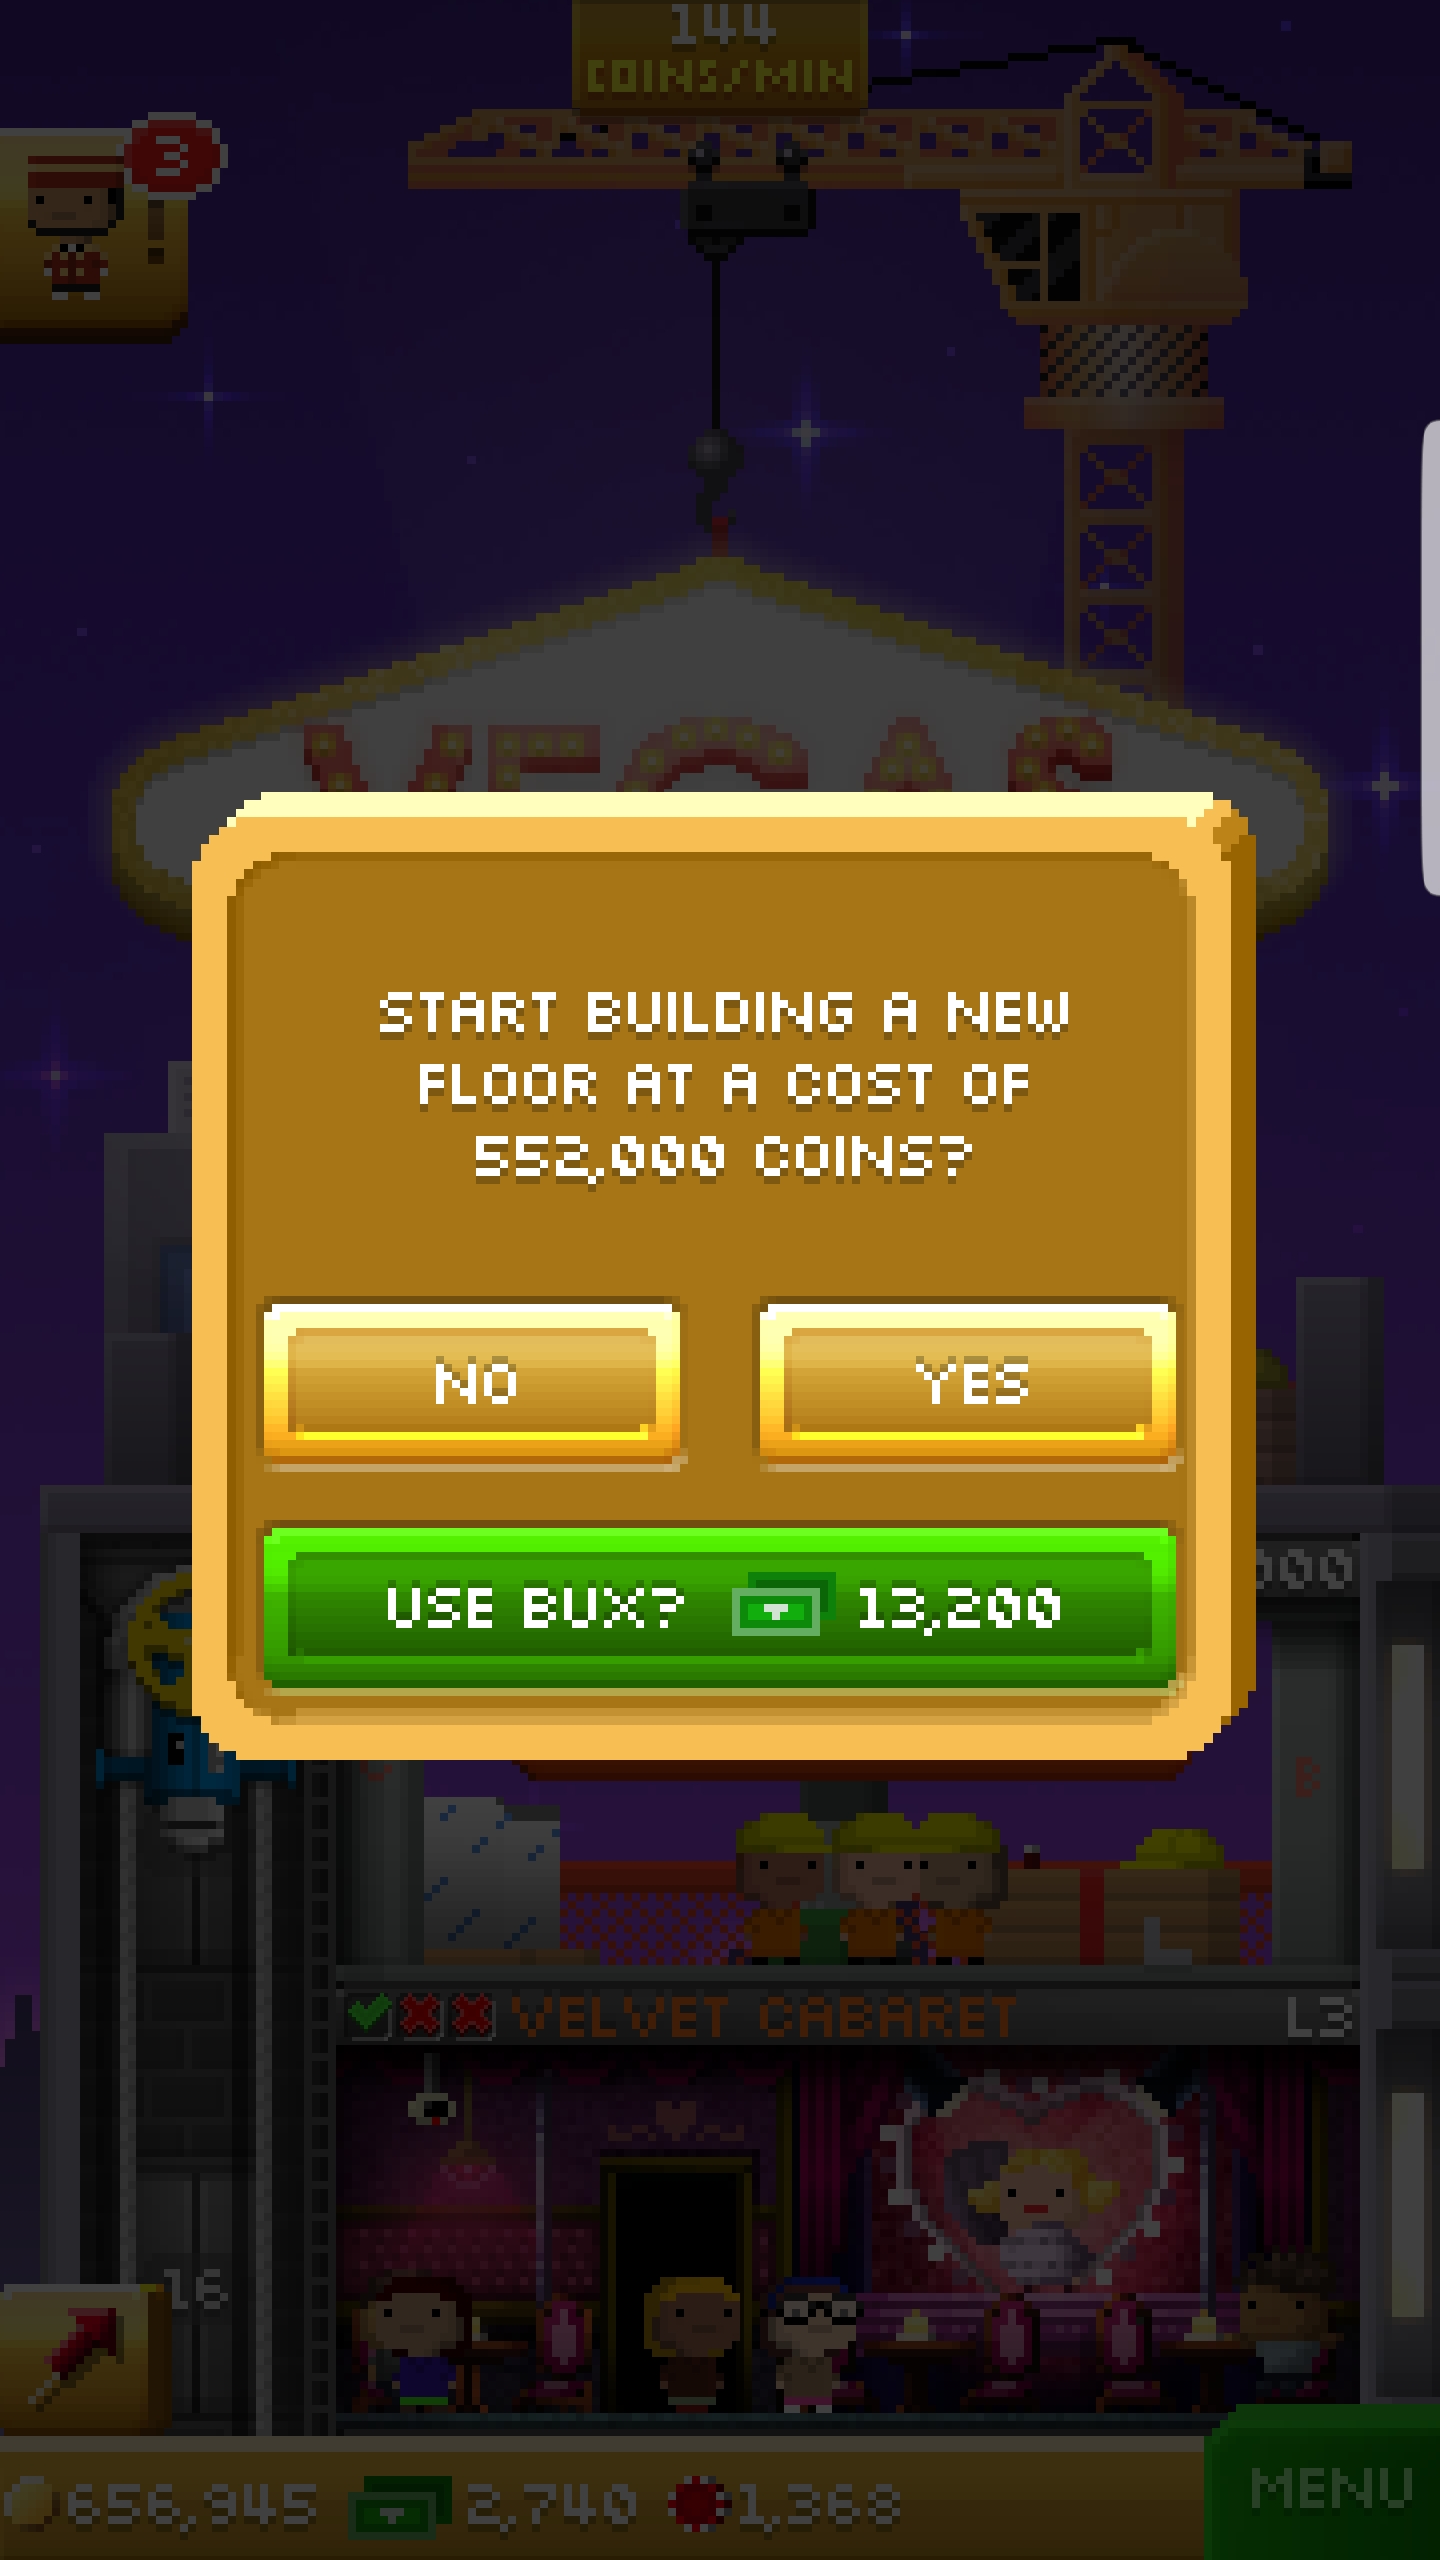 144
COINS/MIN
3
VEGAS
START BUILDING A NEW
FLOOR AT A COST OF
552,000 COINS?
NO
YES
USE BUX? 13,200
B
VELVET CABARET L3
16
656,945 2,740 1,368
MENU